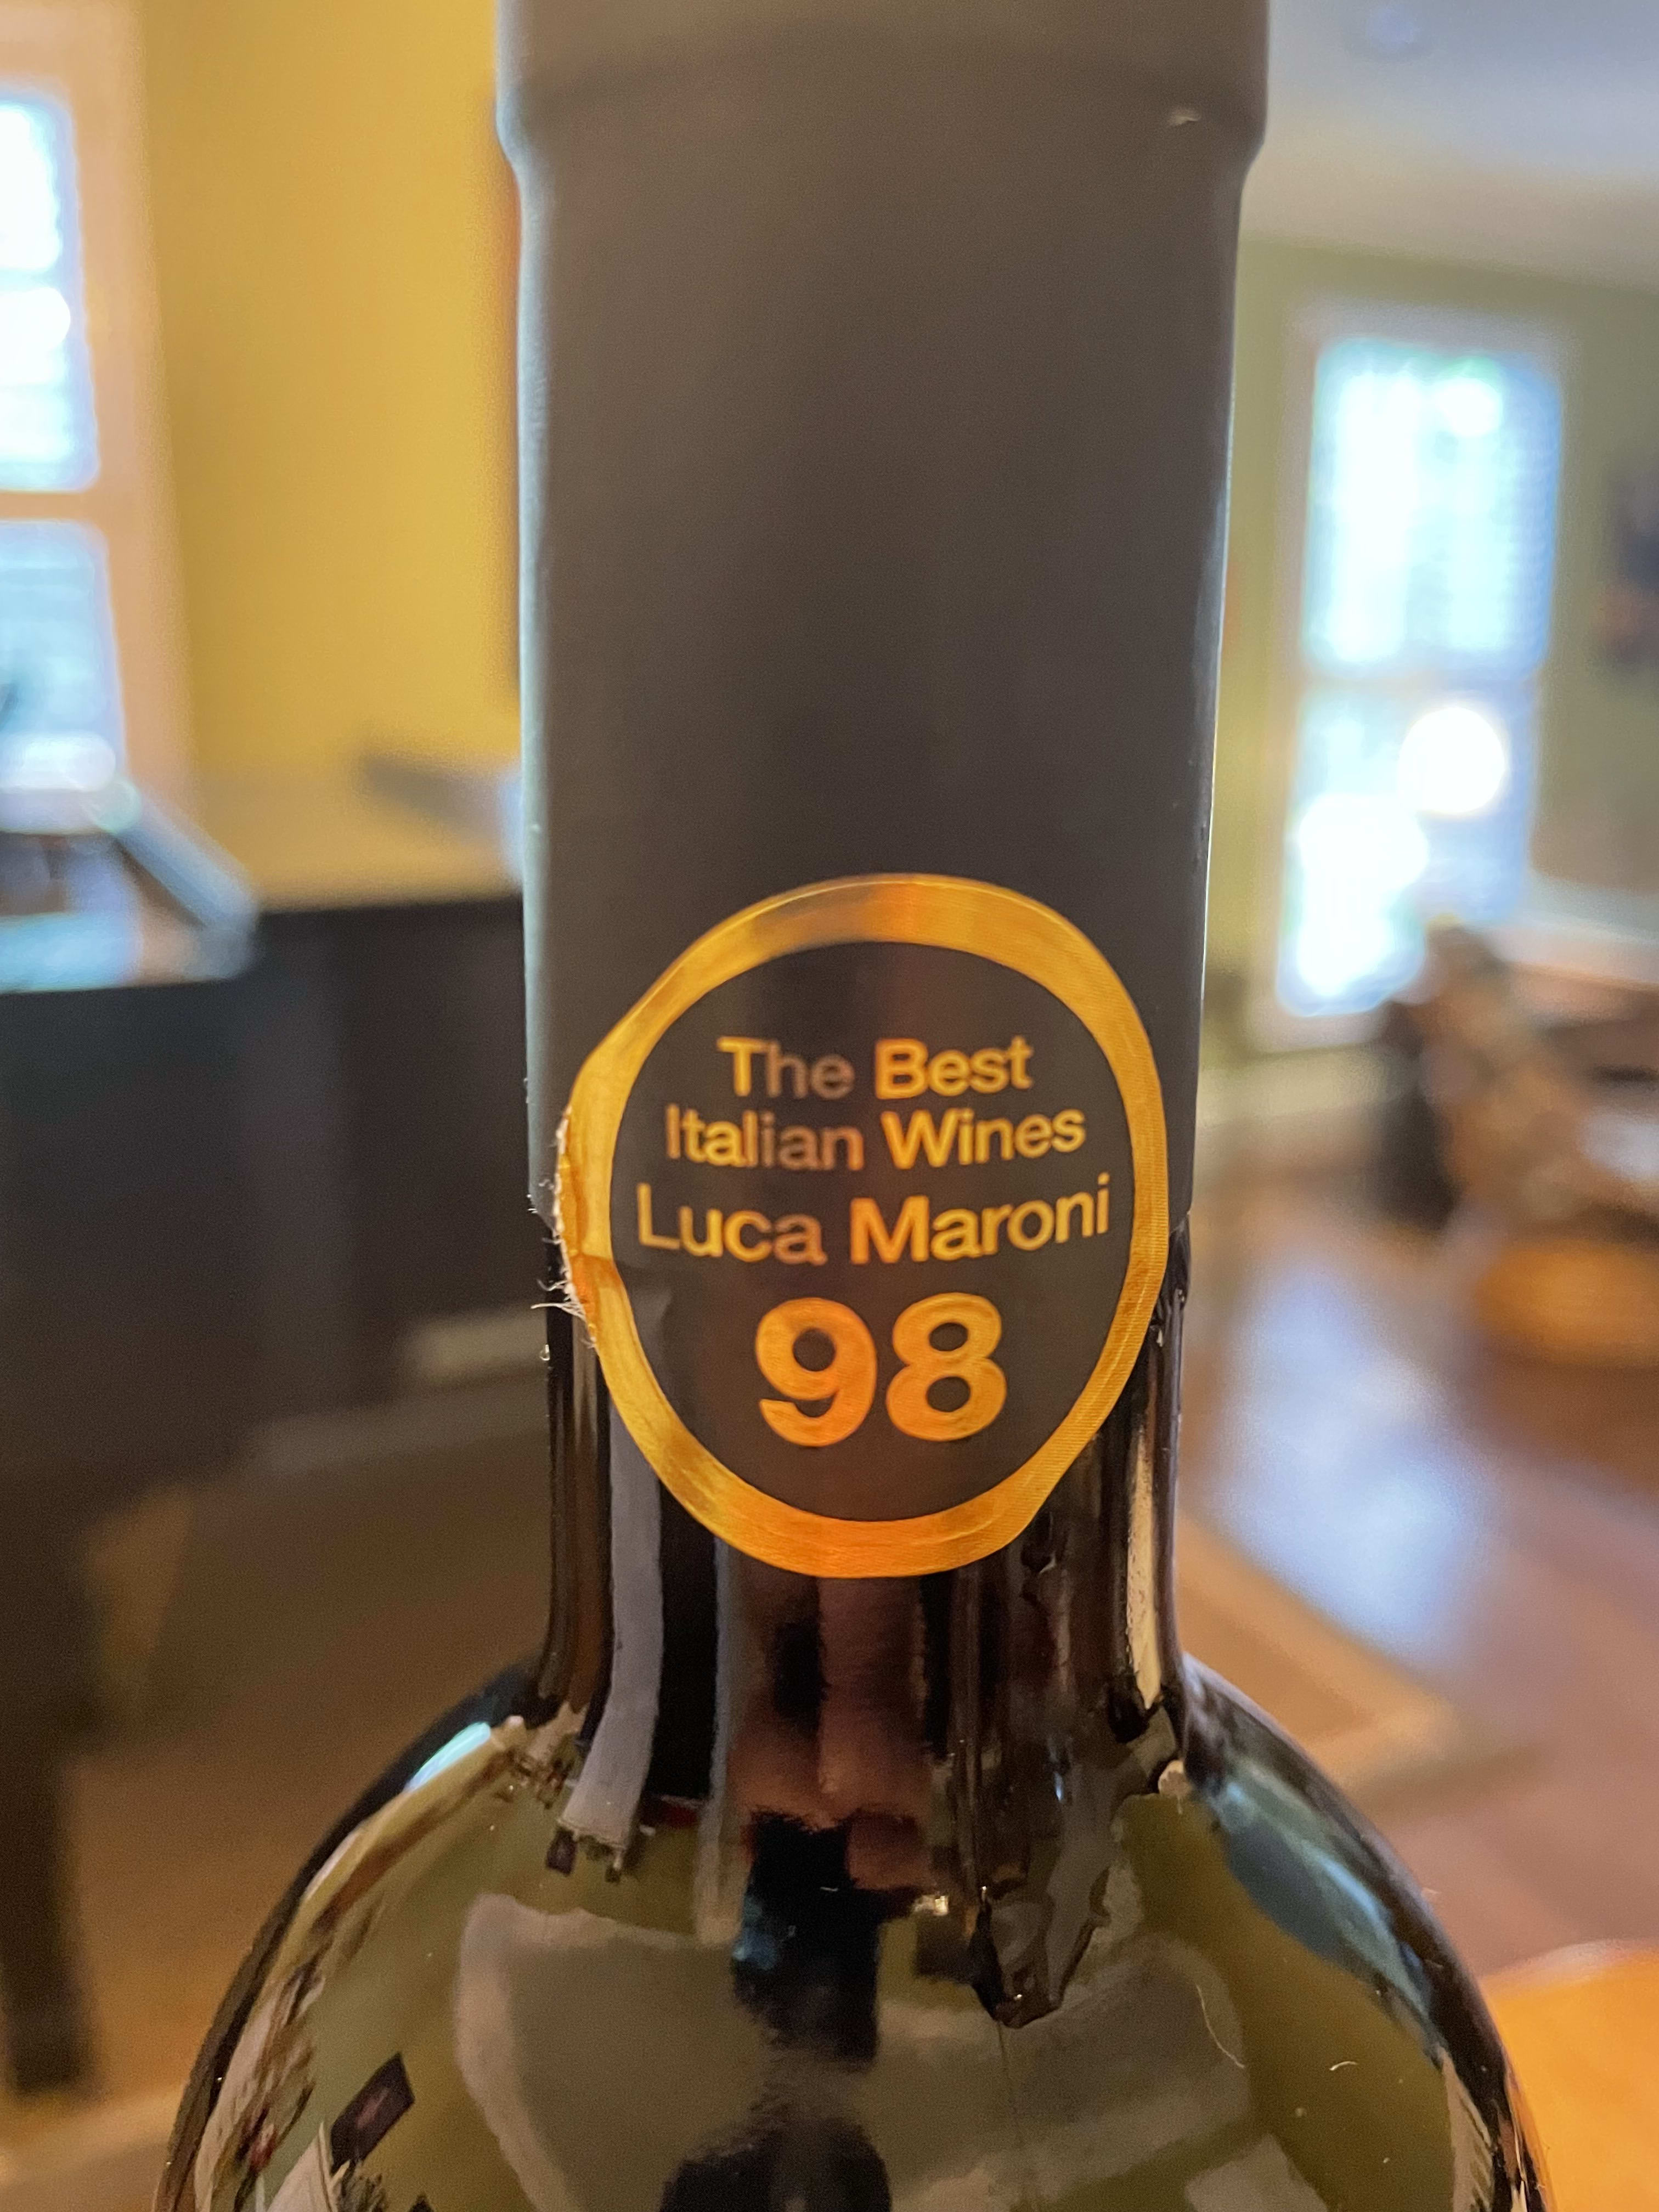 The Best
Italian Wines
Luca Maroni
98